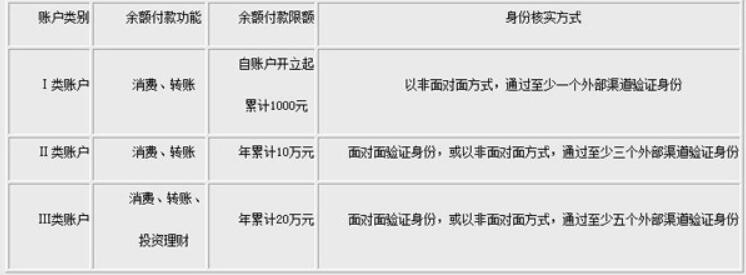 账户类别 余额付款功能 余额付款限额 身份核实方式
自账户开立起
Ⅰ类账户 消费、转账 以非面对面方式，通过至少一个外部渠道验证身份
累计1000元
Ⅱ类账户 消费、转账 年累计10万元 面对面验证身份，或以非面对面方式，通过至少三个外部渠道验证身份
消费、转账、
Ⅲ类账户 年累计20万元 面对面验证身份，或以非面对面方式，通过至少五个外部渠道验证身份
投资理财